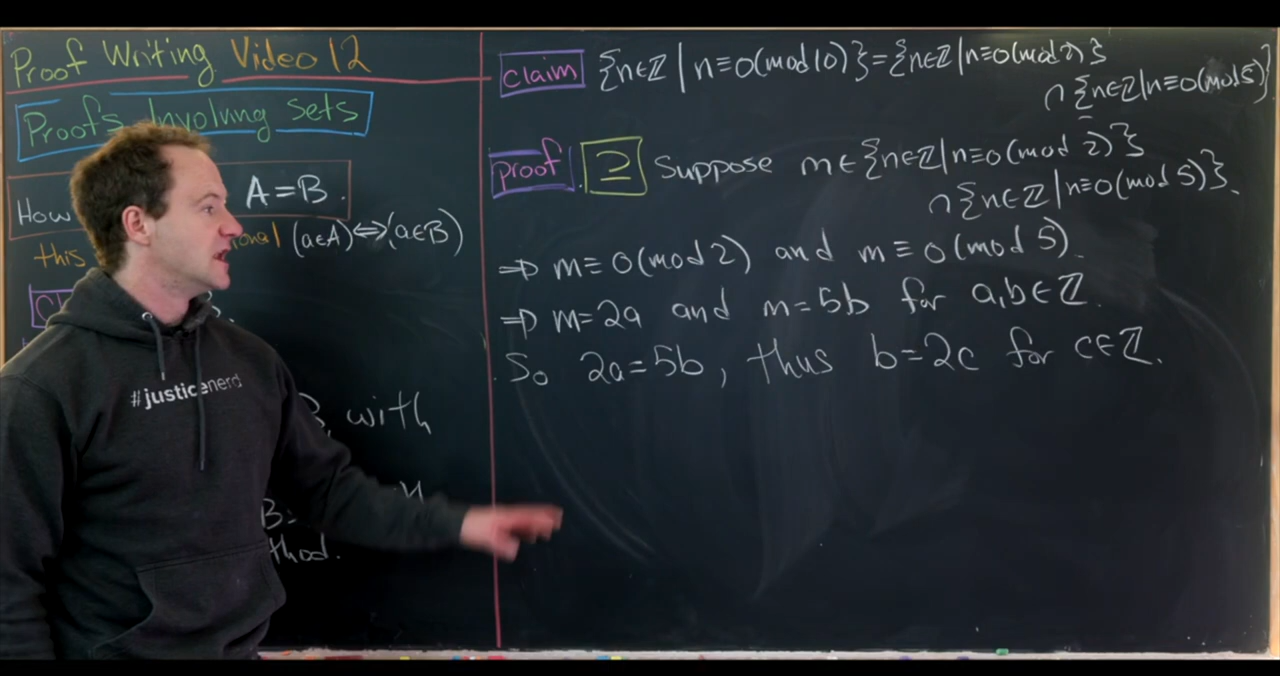 Proof Writing Video 12
Proofs Involving Sets
How A = B.
this (a∈A) ⟺ (a∈B)
#justicenerd
B, with
thod.
claim {n∈ℤ | n≡0(mod 10)} = {n∈ℤ | n≡0(mod 2)}
∩ {n∈ℤ | n≡0(mod 5)}
proof. 2 Suppose m∈{n∈ℤ | n≡0(mod 2)}
∩ {n∈ℤ | n≡0(mod 5)}.
⇒ m≡0(mod 2) and m≡0(mod 5).
⇒ m=2a and m=5b for a,b∈ℤ.
So 2a=5b, thus b=2c for c∈ℤ.